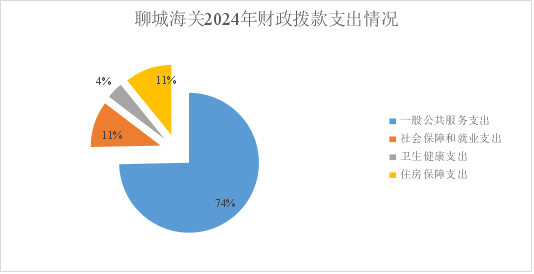 聊城海关2024年财政拨款支出情况
4%
11%
11%
74%
一般公共服务支出
社会保障和就业支出
卫生健康支出
住房保障支出